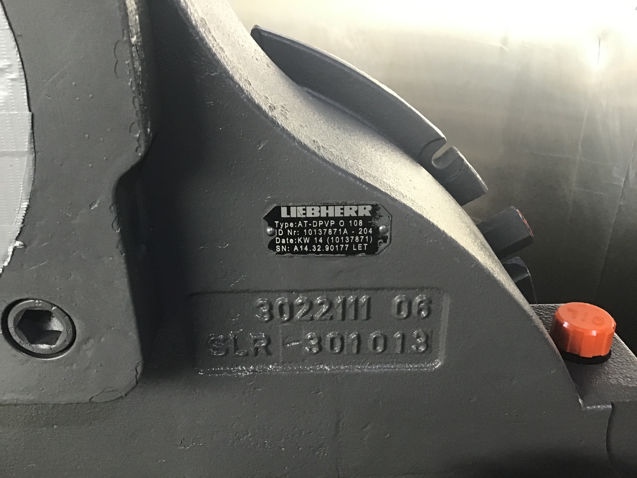 LIEBHERR
Type:AT-DPVP O 108
ID Nr: 10137871A - 204
Date:KW 14 (10137871)
SN: A14.32.90177 LET
3022111 06
SLR -301013